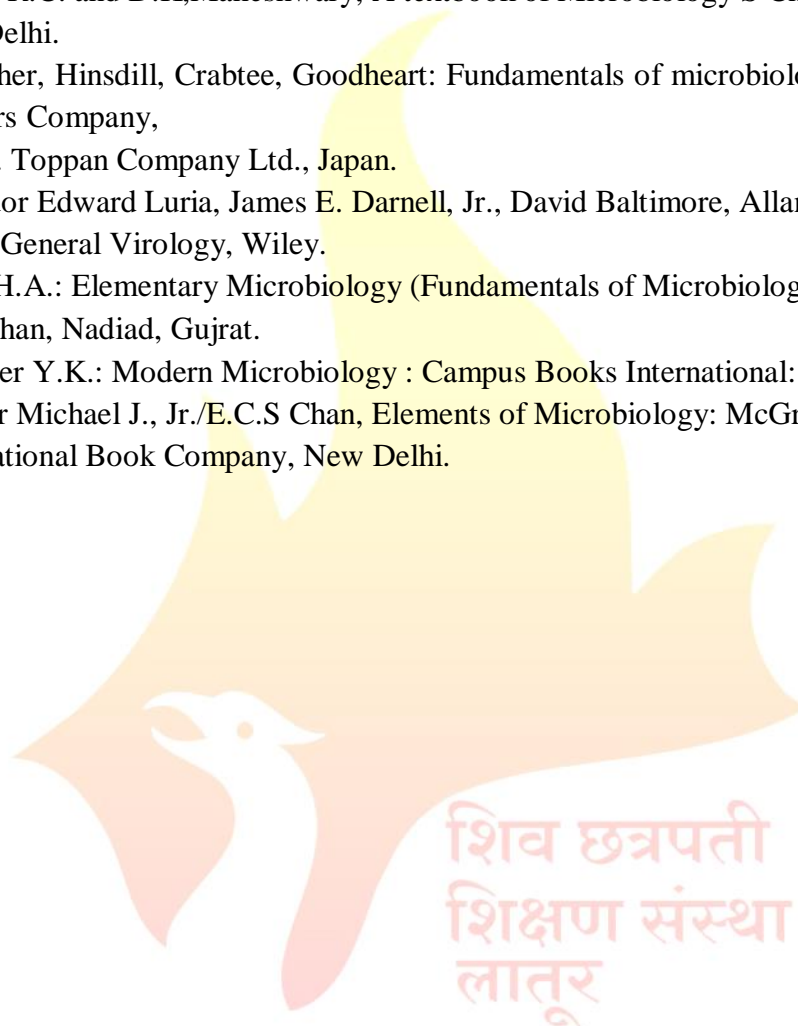 Delhi.
her, Hinsdill, Crabtee, Goodheart: Fundamentals of microbiolo
rs Company,
. Toppan Company Ltd., Japan.
or Edward Luria, James E. Darnell, Jr., David Baltimore, Allan
General Virology, Wiley.
H.A.: Elementary Microbiology (Fundamentals of Microbiolog
han, Nadiad, Gujrat.
er Y.K.: Modern Microbiology : Campus Books International:
r Michael J., Jr./E.C.S Chan, Elements of Microbiology: McGr
ational Book Company, New Delhi.
शिव छत्रपती
शिक्षण संस्था
लातूर